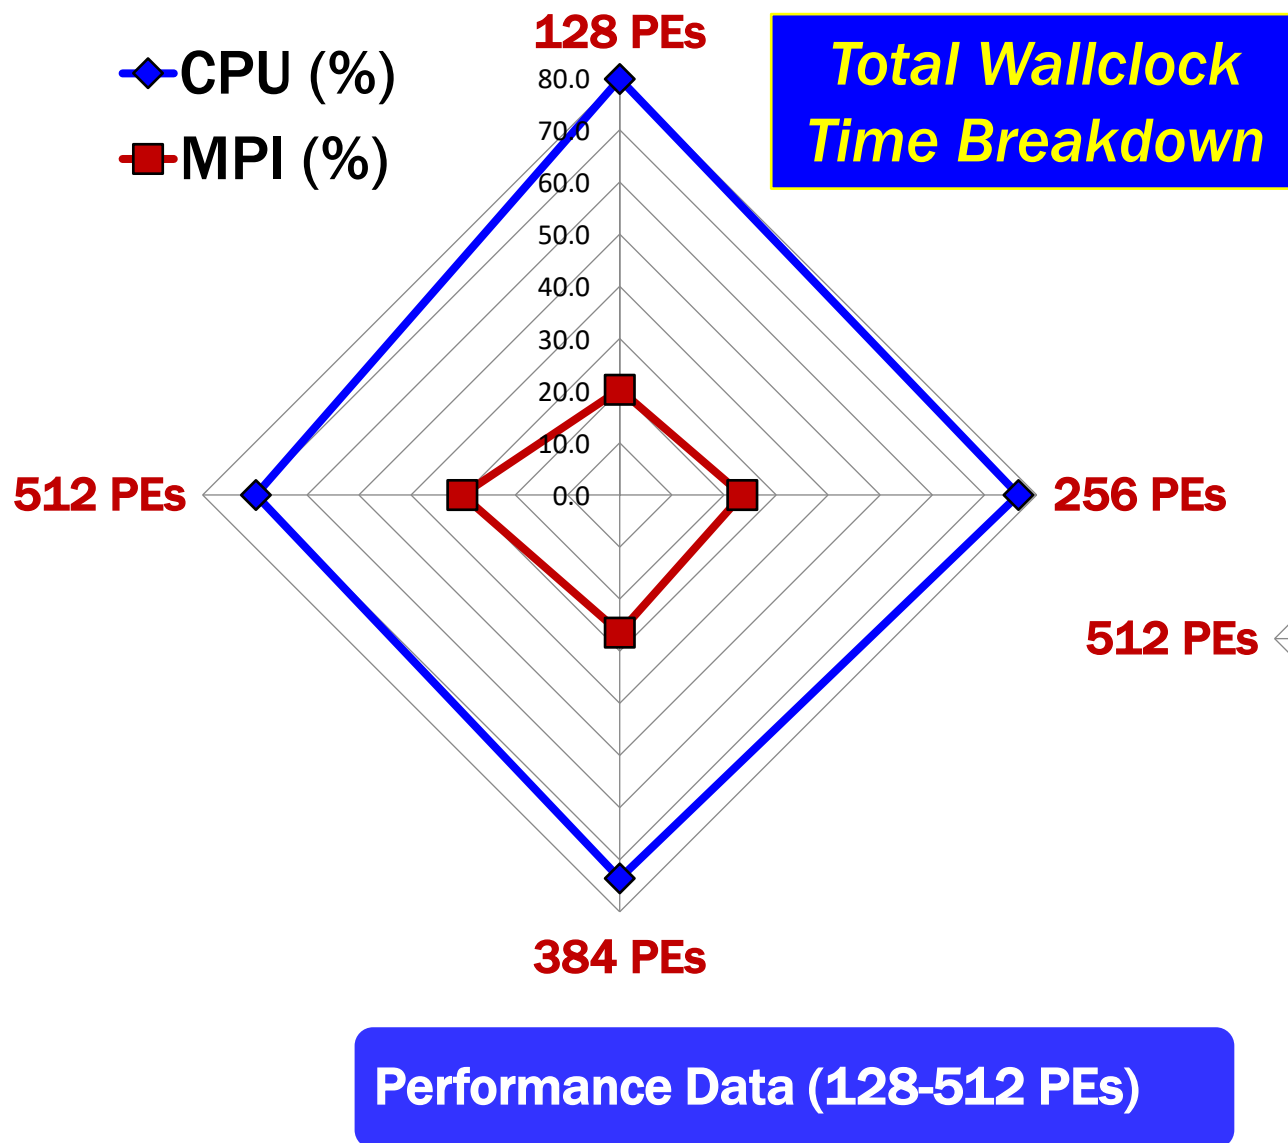 128 PEs
CPU (%)
MPI (%)
Total Wallclock
Time Breakdown
80.0
70.0
60.0
50.0
40.0
30.0
20.0
10.0
0.0
512 PEs
256 PEs
512 PEs
384 PEs
Performance Data (128-512 PEs)